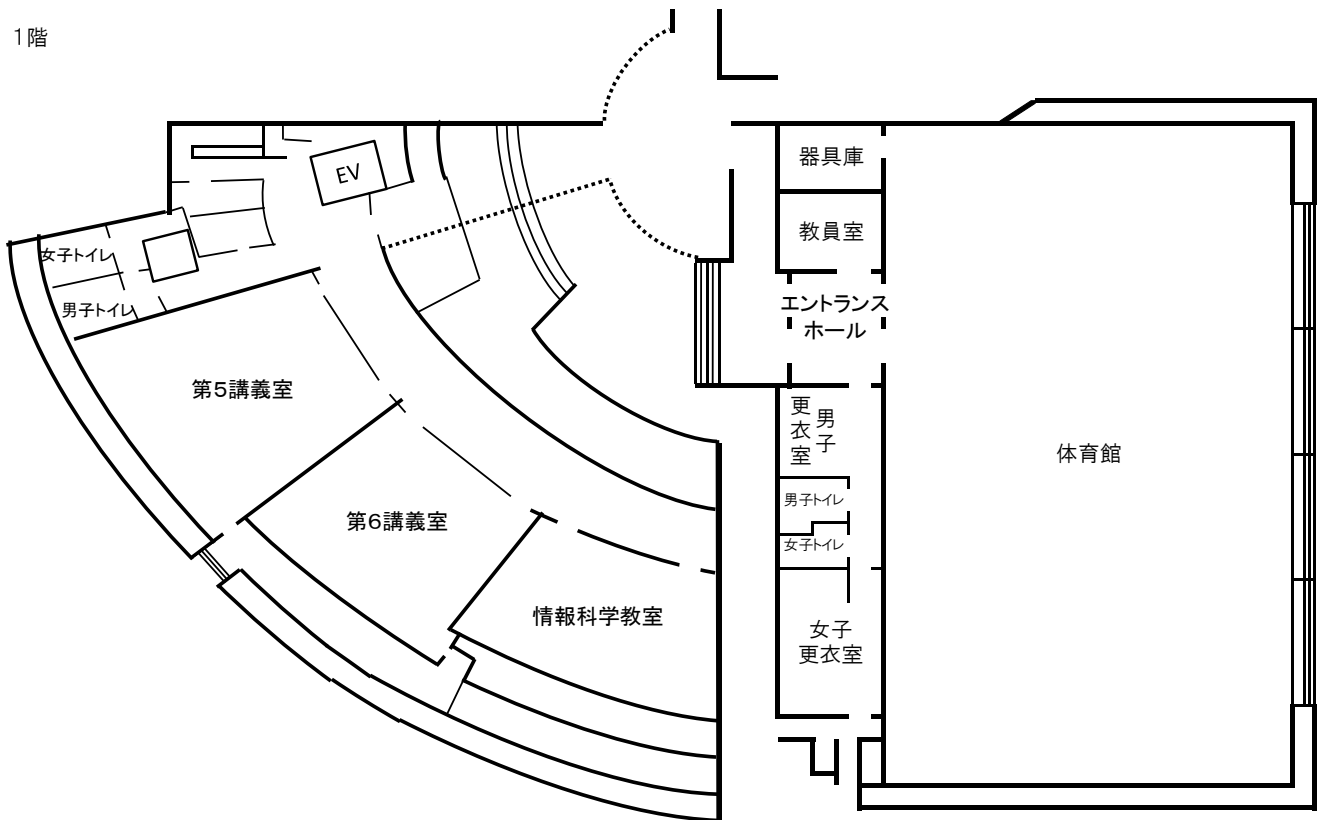 1階
器具庫
EV
教員室
女子トイレ
男子トイレ
エントランス
ホール
第5講義室
更衣室
男子
体育館
男子トイレ
第6講義室
女子トイレ
情報科学教室
女子
更衣室